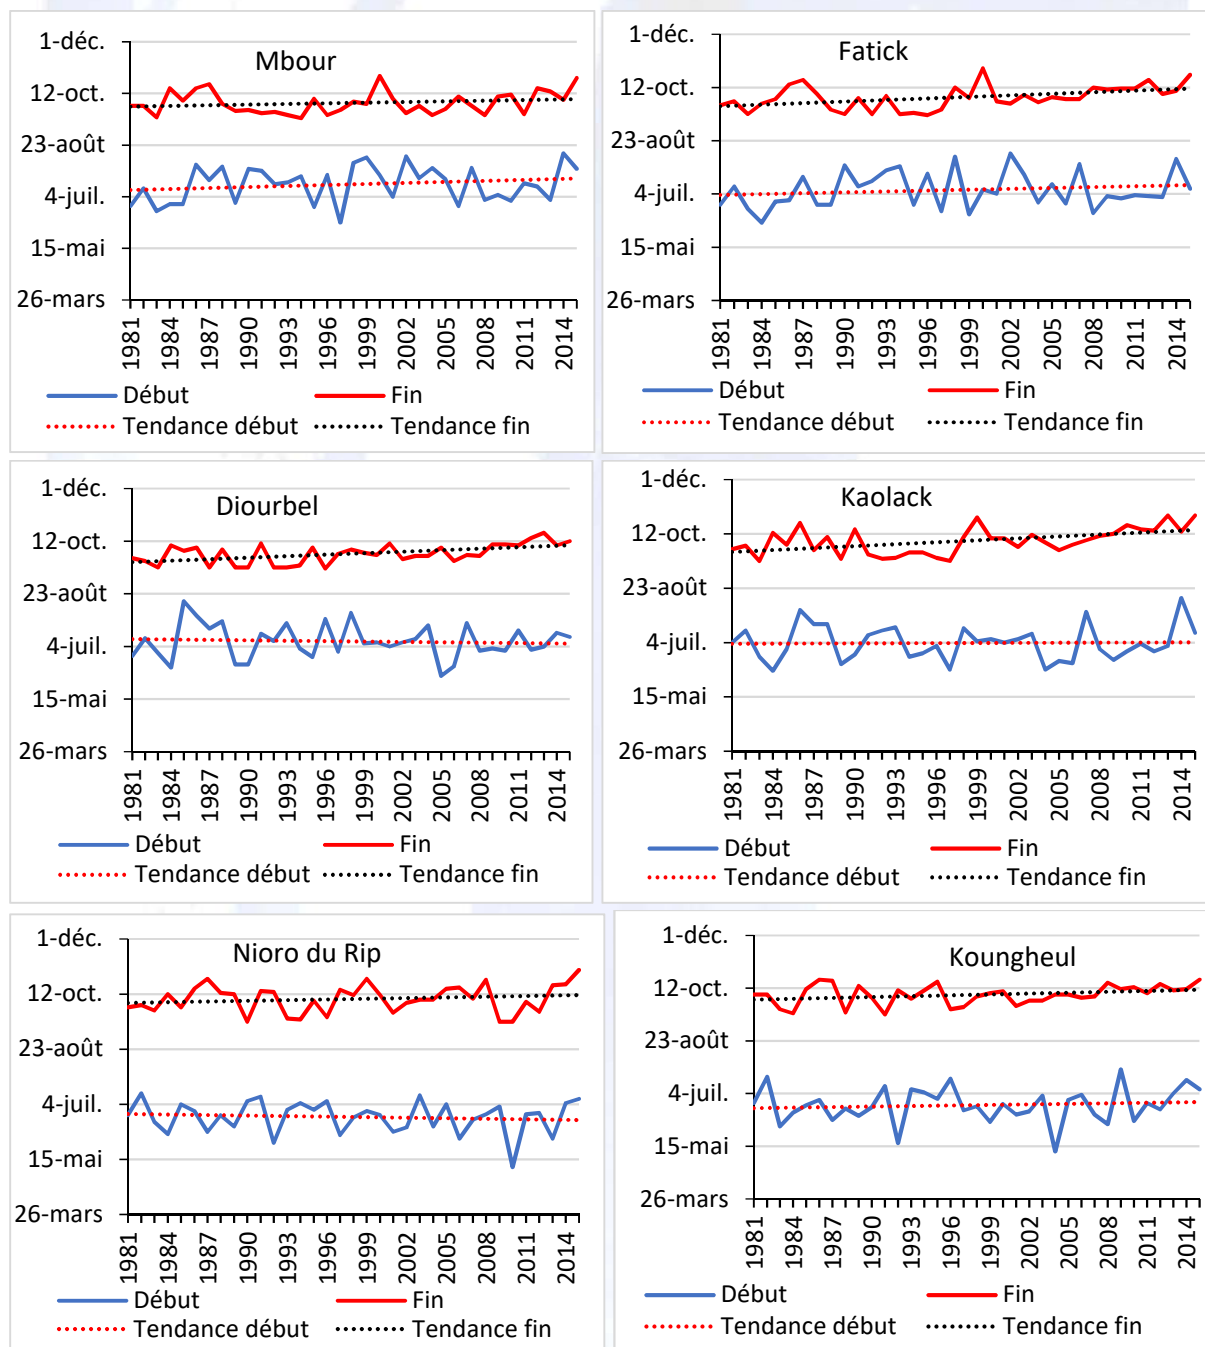 Mbour
1-déc.
12-oct.
23-août
4-juil.
15-mai
26-mars
1981 1984 1987 1990 1993 1996 1999 2002 2005 2008 2011 2014
Début Fin
Tendance début Tendance fin
Fatick
1-déc.
12-oct.
23-août
4-juil.
15-mai
26-mars
1981 1984 1987 1990 1993 1996 1999 2002 2005 2008 2011 2014
Début Fin
Tendance début Tendance fin
Diourbel
1-déc.
12-oct.
23-août
4-juil.
15-mai
26-mars
1981 1984 1987 1990 1993 1996 1999 2002 2005 2008 2011 2014
Début Fin
Tendance début Tendance fin
Kaolack
1-déc.
12-oct.
23-août
4-juil.
15-mai
26-mars
1981 1984 1987 1990 1993 1996 1999 2002 2005 2008 2011 2014
Début Fin
Tendance début Tendance fin
Nioro du Rip
1-déc.
12-oct.
23-août
4-juil.
15-mai
26-mars
1981 1984 1987 1990 1993 1996 1999 2002 2005 2008 2011 2014
Début Fin
Tendance début Tendance fin
Koungheul
1-déc.
12-oct.
23-août
4-juil.
15-mai
26-mars
1981 1984 1987 1990 1993 1996 1999 2002 2005 2008 2011 2014
Début Fin
Tendance début Tendance fin